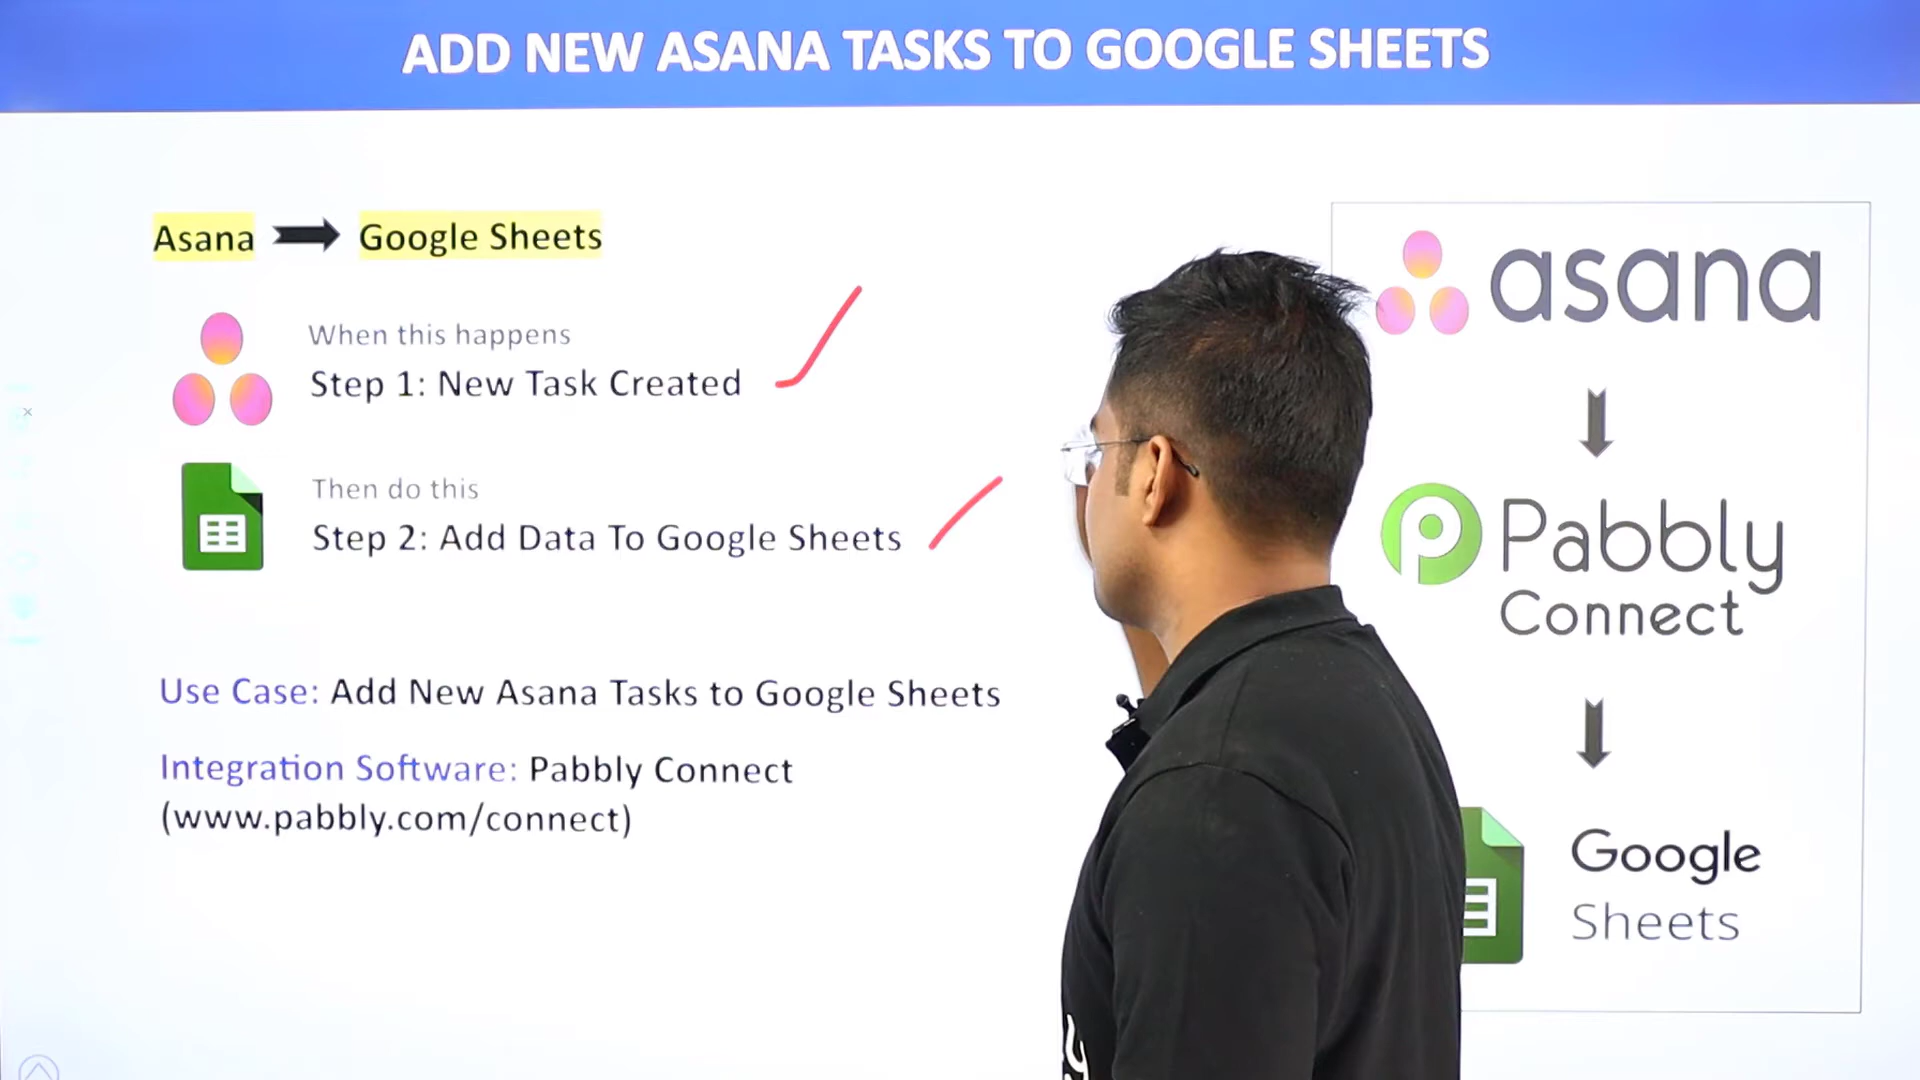 ADD NEW ASANA TASKS TO GOOGLE SHEETS
Asana
Google Sheets
When this happens
Step 1: New Task Created
Then do this
Step 2: Add Data To Google Sheets
Use Case: Add New Asana Tasks to Google Sheets
Integration Software: Pabbly Connect
(www.pabbly.com/connect)
asana
Pabbly
Connect
Google
Sheets